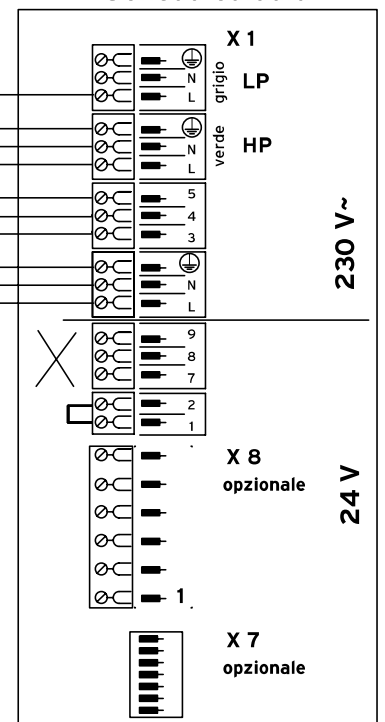 X 1
N
L
grigio
LP
N
L
verde
HP
5
4
3
N
L
230 V~
9
8
7
2
1
X 8
opzionale
24 V
1
X 7
opzionale